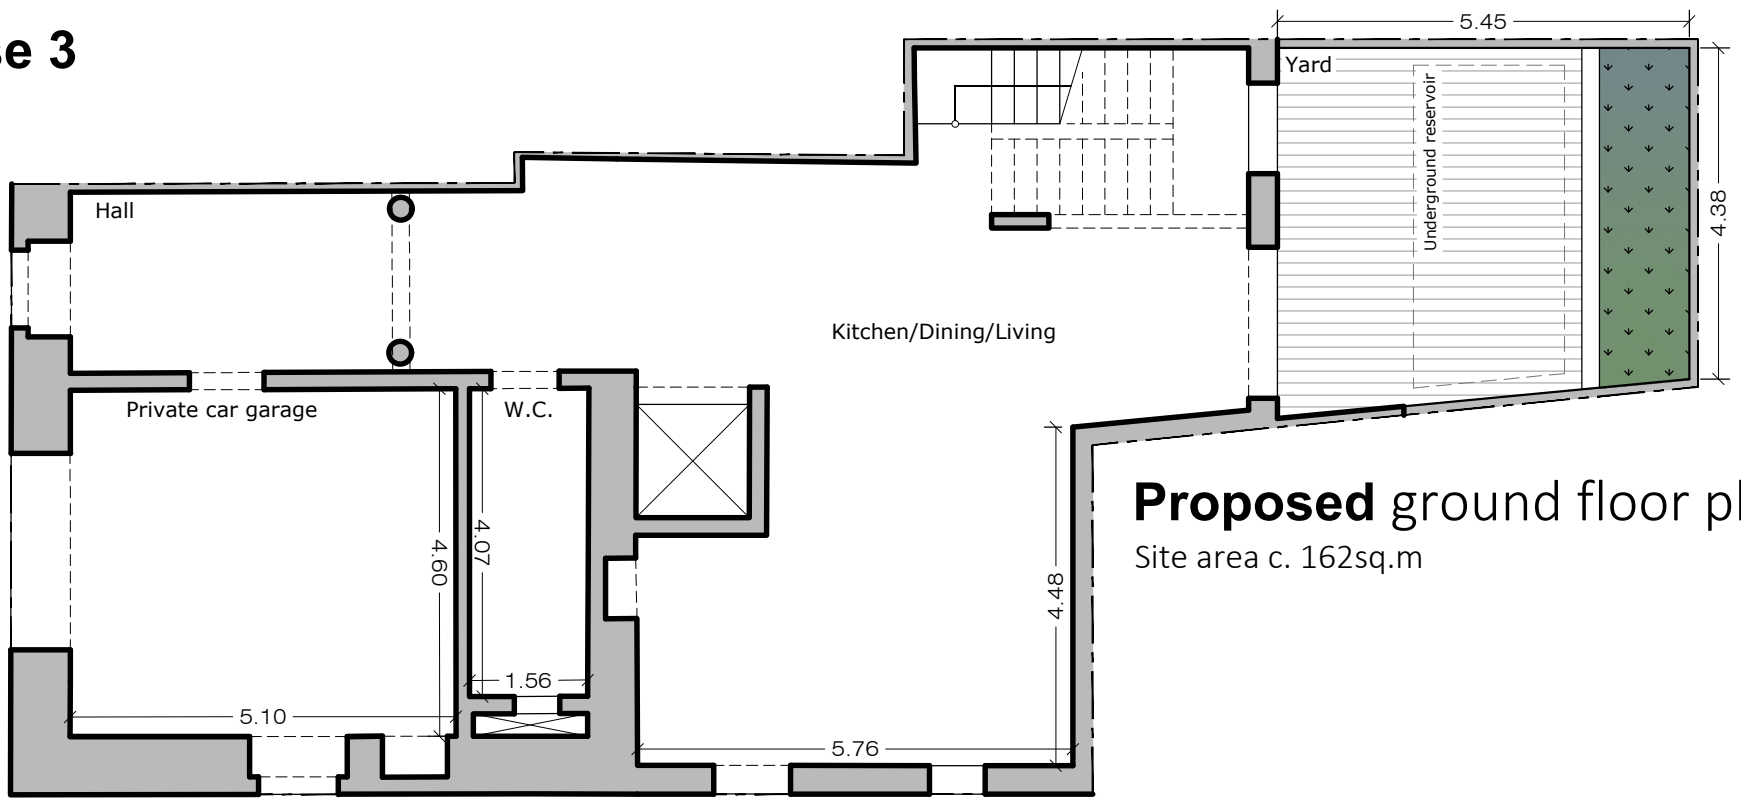 se 3
5.45
Yard
Underground reservoir
4.38
Hall
Kitchen/Dining/Living
Private car garage
W.C.
4.60
4.07
4.48
1.56
5.10
5.76
Proposed ground floor pl
Site area c. 162sq.m